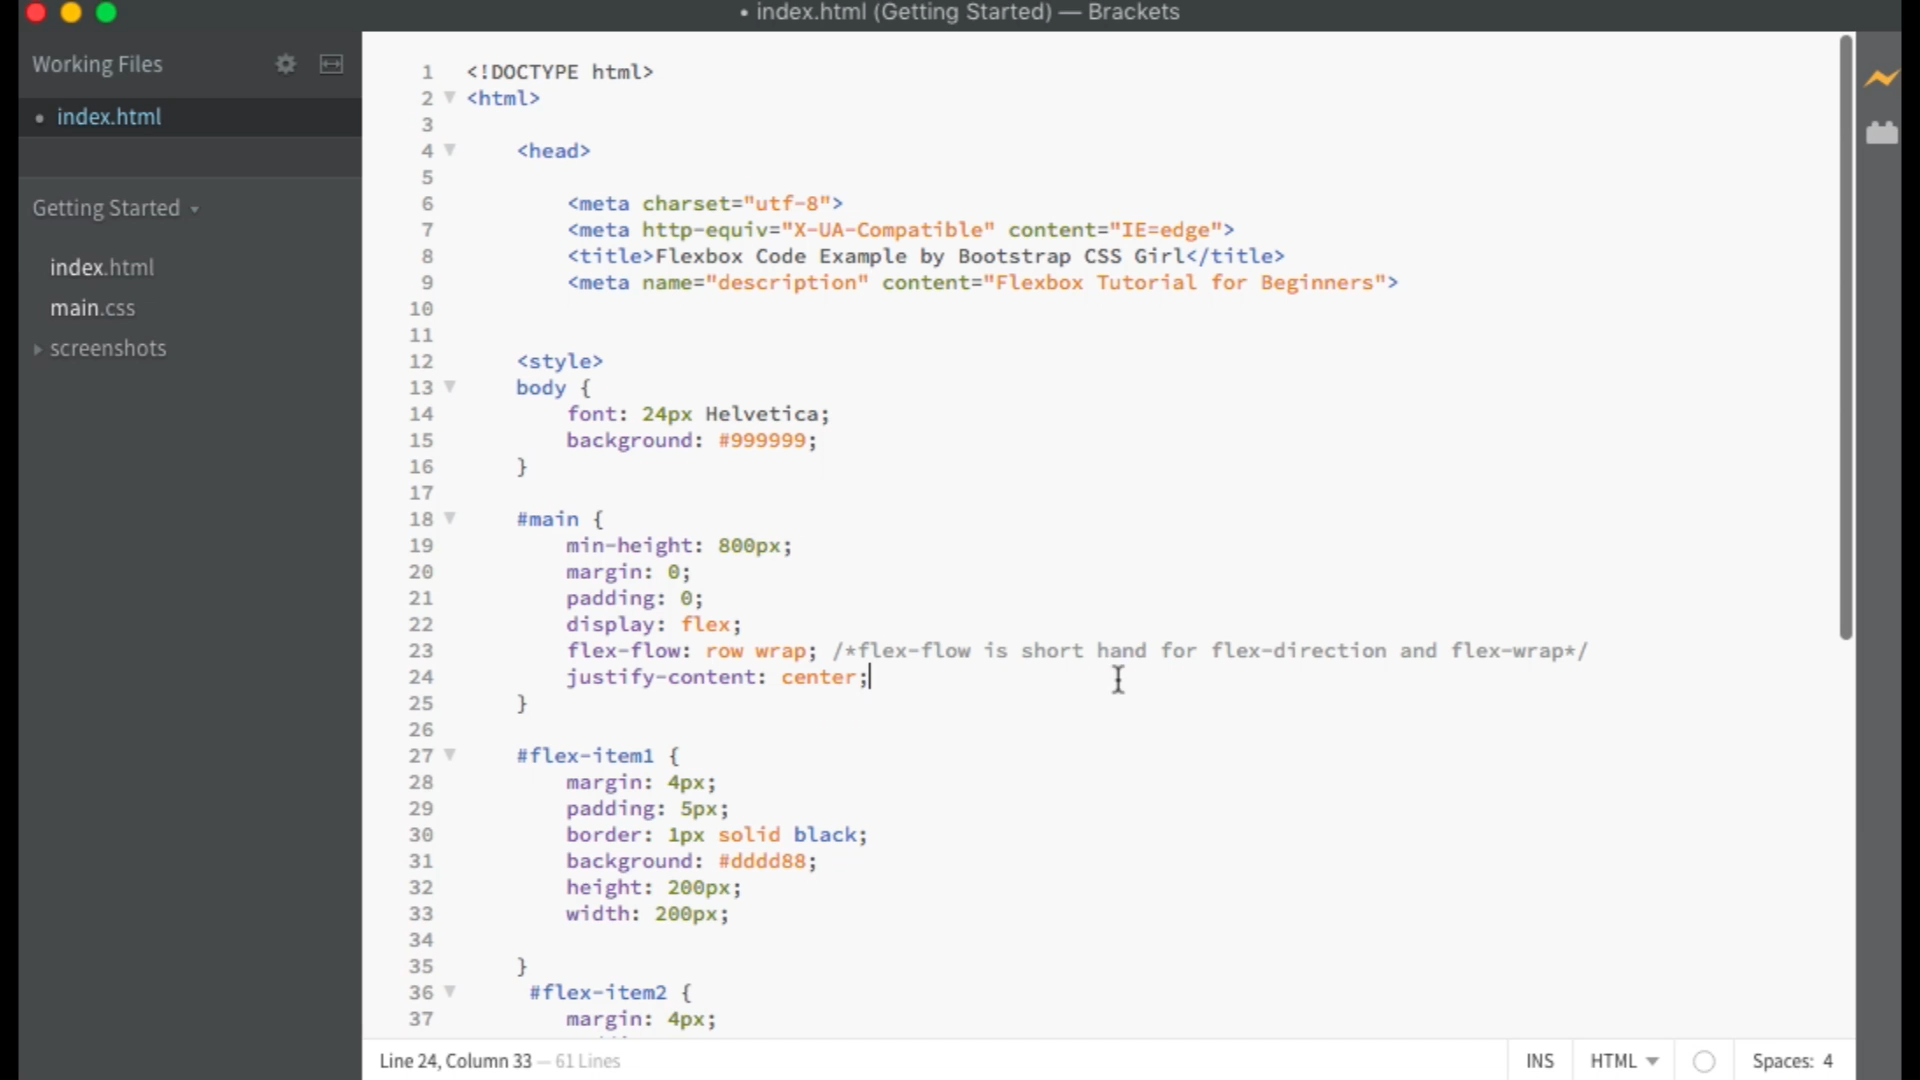 • index.html (Getting Started) — Brackets
Working Files
• index.html
Getting Started
index.html
main.css
screenshots
1 <!DOCTYPE html>
2 <html>
3
4 <head>
5
6 <meta charset="utf-8">
7 <meta http-equiv="X-UA-Compatible" content="IE=edge">
8 <title>Flexbox Code Example by Bootstrap CSS Girl</title>
9 <meta name="description" content="Flexbox Tutorial for Beginners">
10
11
12 <style>
13 body {
14 font: 24px Helvetica;
15 background: #999999;
16 }
17
18 #main {
19 min-height: 800px;
20 margin: 0;
21 padding: 0;
22 display: flex;
23 flex-flow: row wrap; /*flex-flow is short hand for flex-direction and flex-wrap*/
24 justify-content: center;
25 }
26
27 #flex-item1 {
28 margin: 4px;
29 padding: 5px;
30 border: 1px solid black;
31 background: #dddd88;
32 height: 200px;
33 width: 200px;
34
35 }
36 #flex-item2 {
37 margin: 4px;
Line 24, Column 33 — 61 Lines
INS HTML Spaces: 4